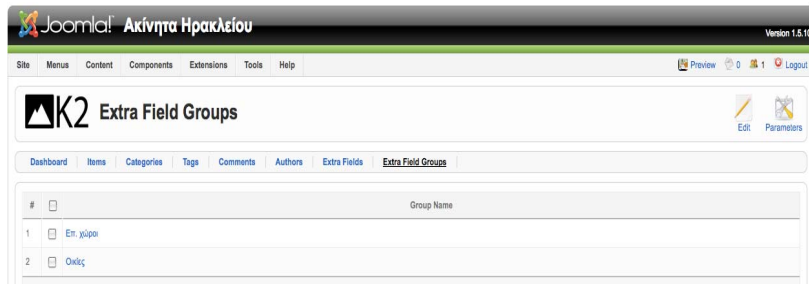 Joomla! Ακίνητα Ηρακλείου
Version 1.5.10
Site Menus Content Components Extensions Tools Help Preview 0 1 Logout
K2 Extra Field Groups
Edit Parameters
Dashboard Items Categories Tags Comments Authors Extra Fields Extra Field Groups
# Group Name
1 Επ. χώροι
2 Οικίες